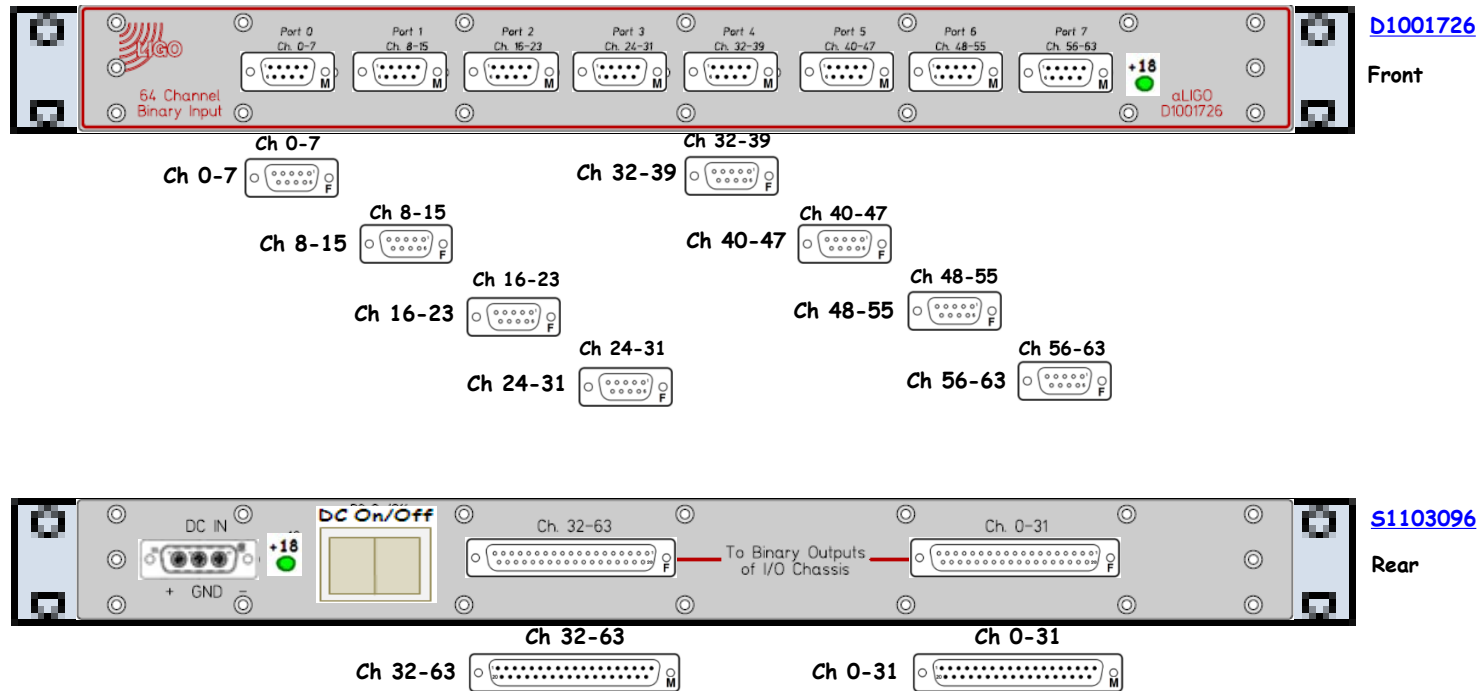 LIGO
64 Channel
Binary Input
Port 0
Ch. 0-7
M
Port 1
Ch. 8-15
M
Port 2
Ch. 16-23
M
Port 3
Ch. 24-31
M
Port 4
Ch. 32-39
M
Port 5
Ch. 40-47
M
Port 6
Ch. 48-55
M
Port 7
Ch. 56-63
M
+18
aLIGO
D1001726
D1001726
Front
Ch 0-7
Ch 0-7
F
Ch 32-39
Ch 32-39
F
Ch 8-15
Ch 8-15
F
Ch 40-47
Ch 40-47
F
Ch 16-23
Ch 16-23
F
Ch 48-55
Ch 48-55
F
Ch 24-31
Ch 24-31
F
Ch 56-63
Ch 56-63
F
DC IN
+ GND -
+18
DC On/Off
Ch. 32-63
F
To Binary Outputs
of I/O Chassis
Ch. 0-31
F
S1103096
Rear
Ch 32-63
Ch 32-63
M
Ch 0-31
Ch 0-31
M